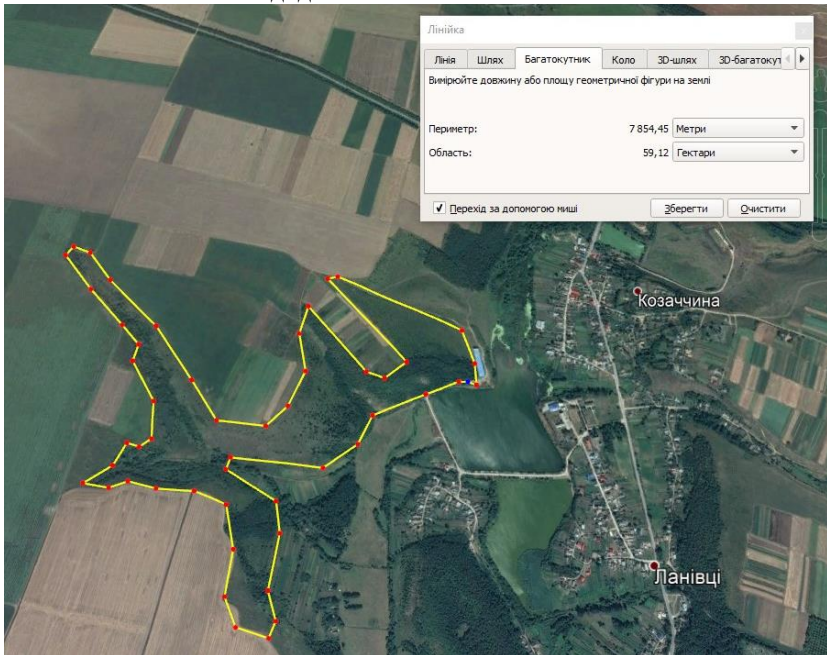 Лінійка
Лінія Шлях Багатокутник Коло 3D-шлях 3D-багатокут
Вимірюйте довжину або площу геометричної фігури на землі
Периметр: 7 854,45 Метри
Область: 59,12 Гектари
Перехід за допомогою миші Зберегти Очистити
Козаччина
Ланівці